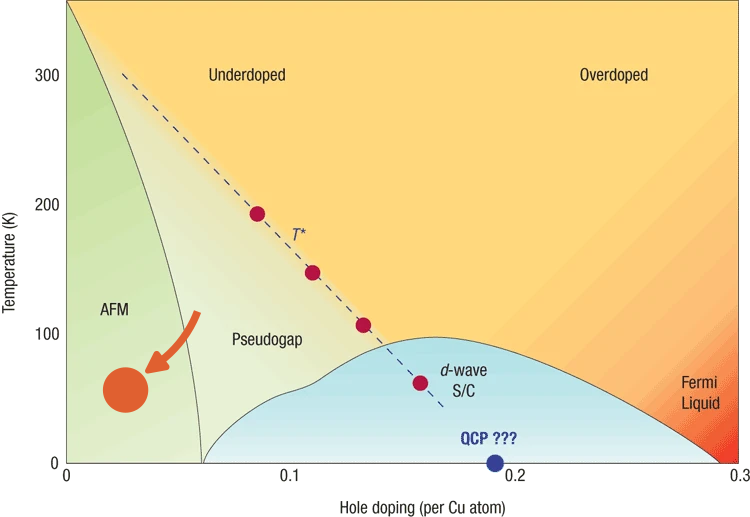 300
Underdoped
Overdoped
200
T*
Temperature (K)
AFM
100
Pseudogap
d-wave
S/C
Fermi
Liquid
QCP ???
0
0
0.1
0.2
0.3
Hole doping (per Cu atom)